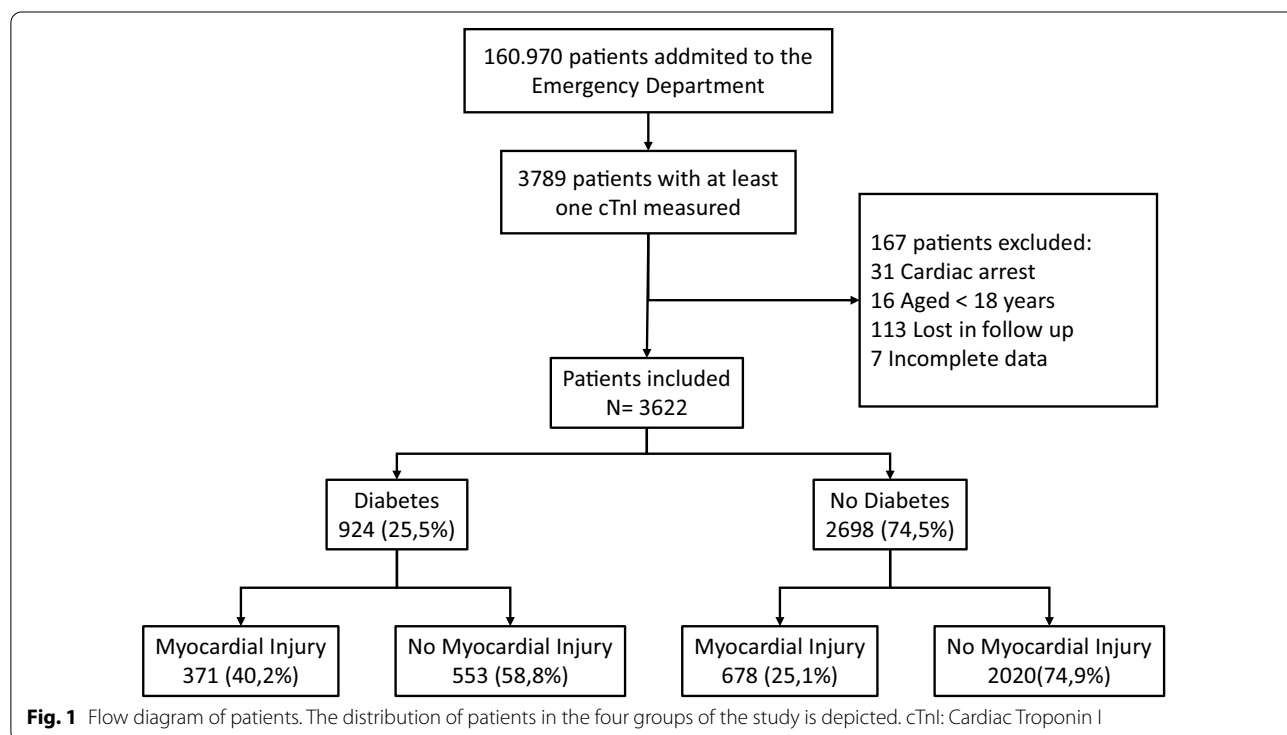 160.970 patients addmited to the
Emergency Department
3789 patients with at least
one cTnI measured
167 patients excluded:
31 Cardiac arrest
16 Aged < 18 years
113 Lost in follow up
7 Incomplete data
Patients included
N= 3622
Diabetes
924 (25,5%)
No Diabetes
2698 (74,5%)
Myocardial Injury
371 (40,2%)
No Myocardial Injury
553 (58,8%)
Myocardial Injury
678 (25,1%)
No Myocardial Injury
2020(74,9%)
Fig. 1 Flow diagram of patients. The distribution of patients in the four groups of the study is depicted. cTnI: Cardiac Troponin I